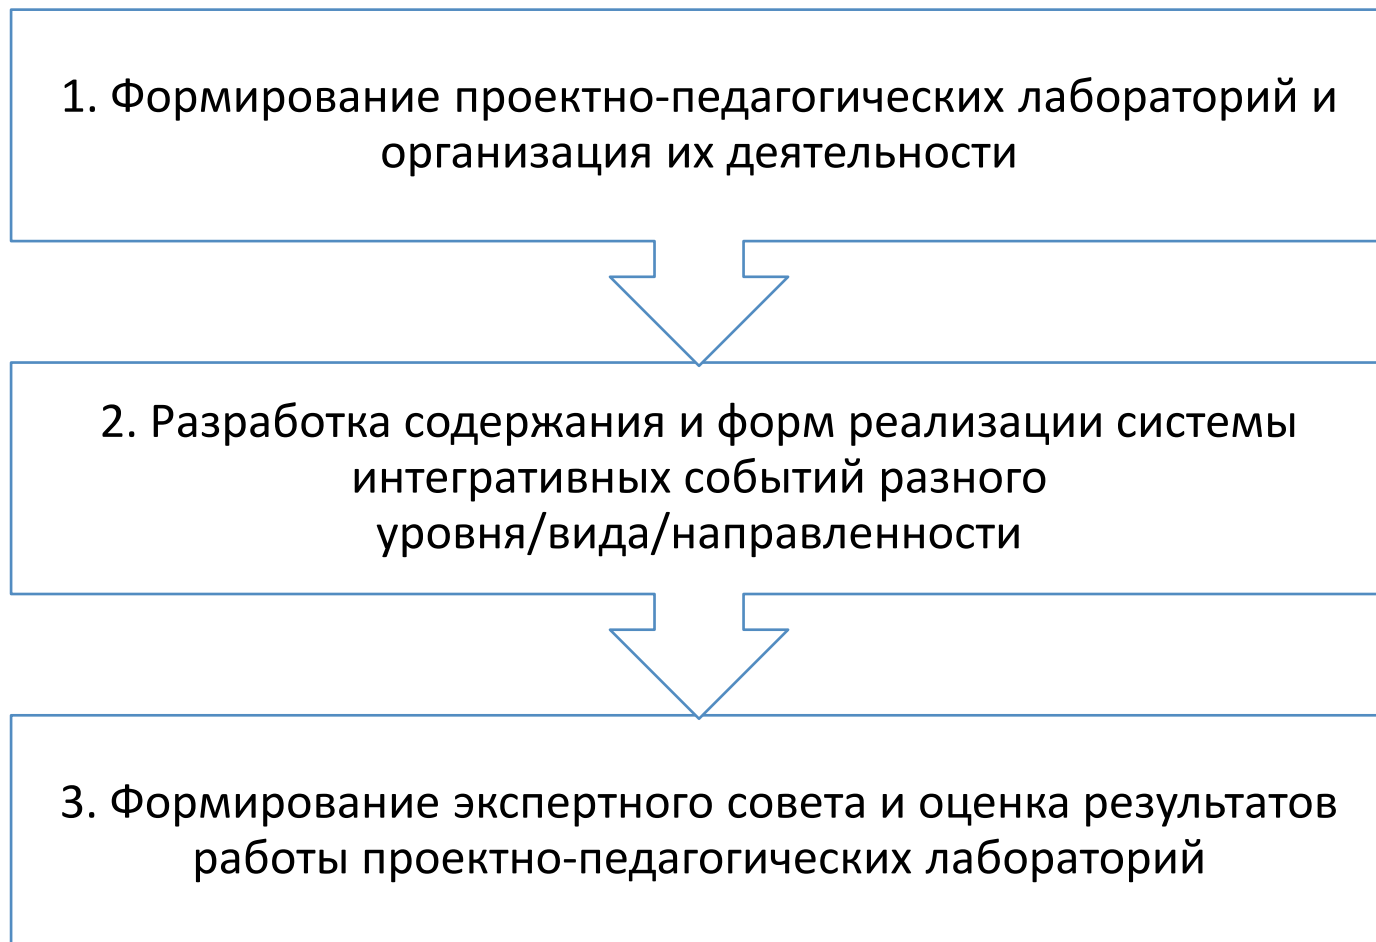 1. Формирование проектно-педагогических лабораторий и
организация их деятельности
2. Разработка содержания и форм реализации системы
интегративных событий разного
уровня/вида/направленности
3. Формирование экспертного совета и оценка результатов
работы проектно-педагогических лабораторий